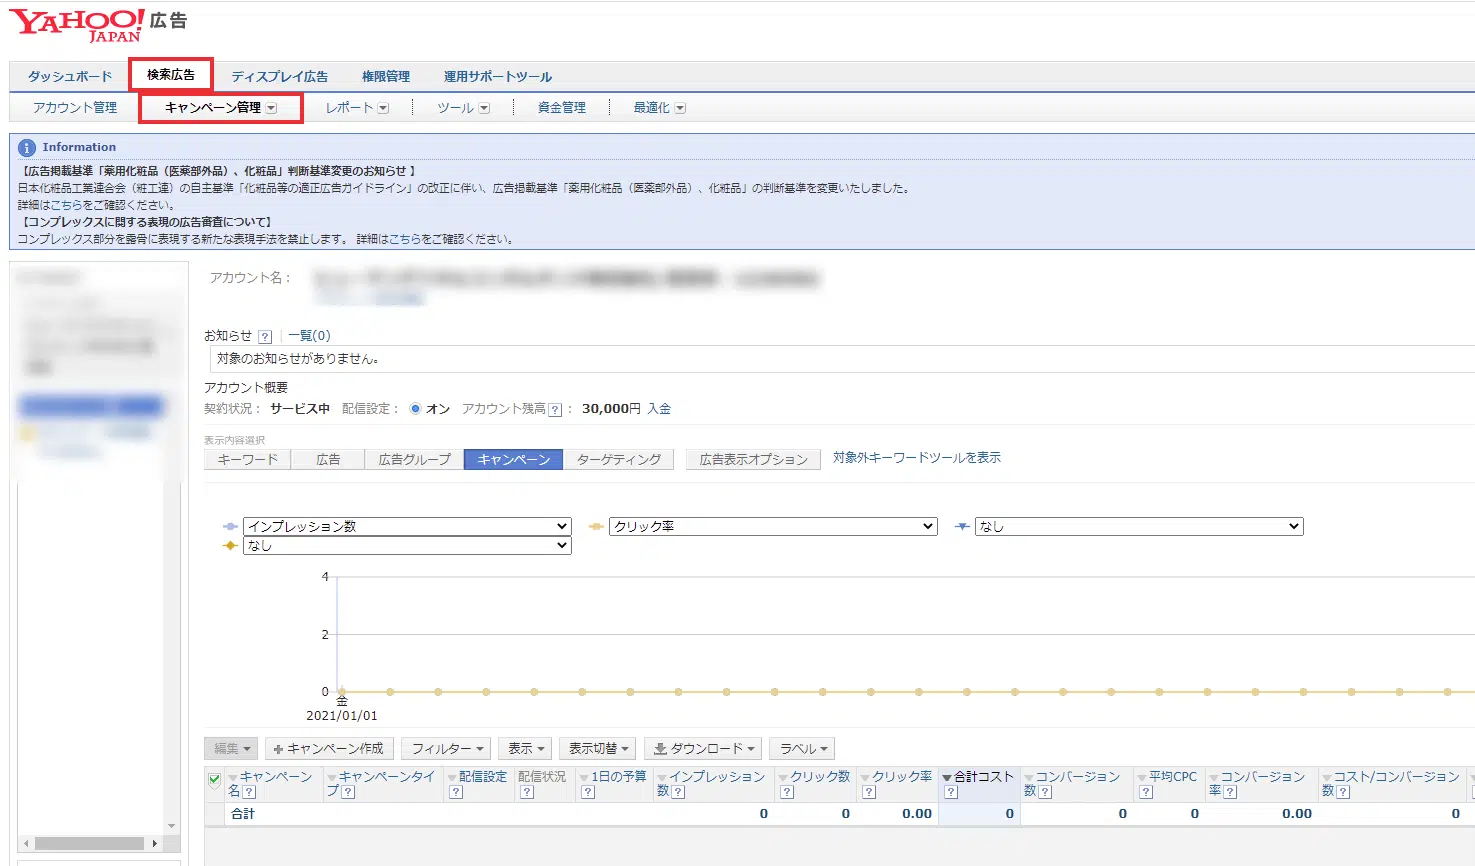 YAHOO! 広告
JAPAN
ダッシュボード 検索広告 ディスプレイ広告 権限管理 運用サポートツール
アカウント管理 キャンペーン管理 レポート ツール 資金管理 最適化
Information
【広告掲載基準「薬用化粧品（医薬部外品）、化粧品」判断基準変更のお知らせ 】
日本化粧品工業連合会（粧工連）の自主基準「化粧品等の適正広告ガイドライン」の改正に伴い、広告掲載基準「薬用化粧品（医薬部外品）、化粧品」の判断基準を変更いたしました。
詳細はこちらをご確認ください。
【コンプレックスに関する表現の広告審査について】
コンプレックス部分を露骨に表現する新たな表現手法を禁止します。 詳細はこちらをご確認ください。
アカウント名：
お知らせ ? 一覧(0)
対象のお知らせがありません。
アカウント概要
契約状況： サービス中 配信設定： オン アカウント残高 ? ： 30,000円 入金
表示内容選択
キーワード 広告 広告グループ キャンペーン ターゲティング 広告表示オプション 対象外キーワードツールを表示
インプレッション数 クリック率 なし
なし
4
2
0
金
2021/01/01
編集 キャンペーン作成 フィルター 表示 表示切替 ダウンロード ラベル
キャンペーン名 ? キャンペーンタイプ ? 配信設定 ? 配信状況 ? 1日の予算 ? インプレッション数 ? クリック数 ? クリック率 ? 合計コスト ? コンバージョン数 ? 平均CPC ? コンバージョン率 ? コスト/コンバージョン数 ?
合計 0 0 0.00 0 0 0 0.00 0